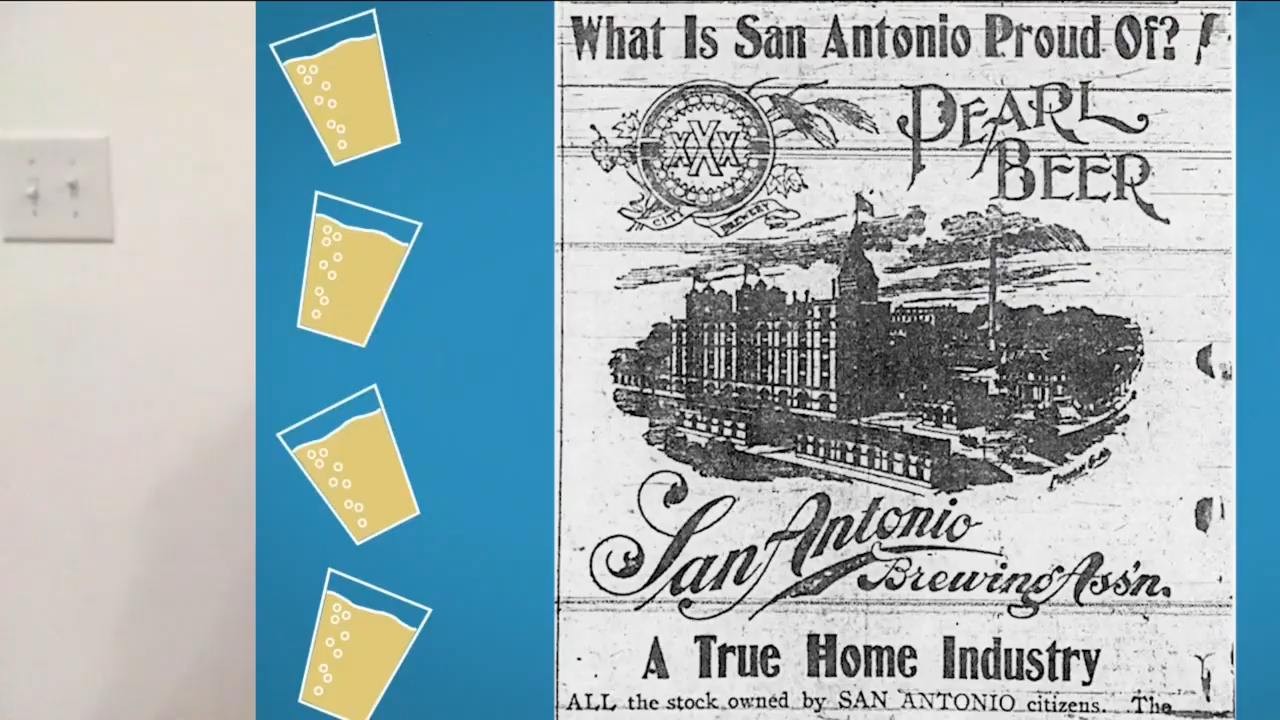 What Is San Antonio Proud Of?
XXX
CITY BREWERY
PEARL
BEER
San Antonio
Brewing Ass'n.
A True Home Industry
ALL the stock owned by SAN ANTONIO citizens. The